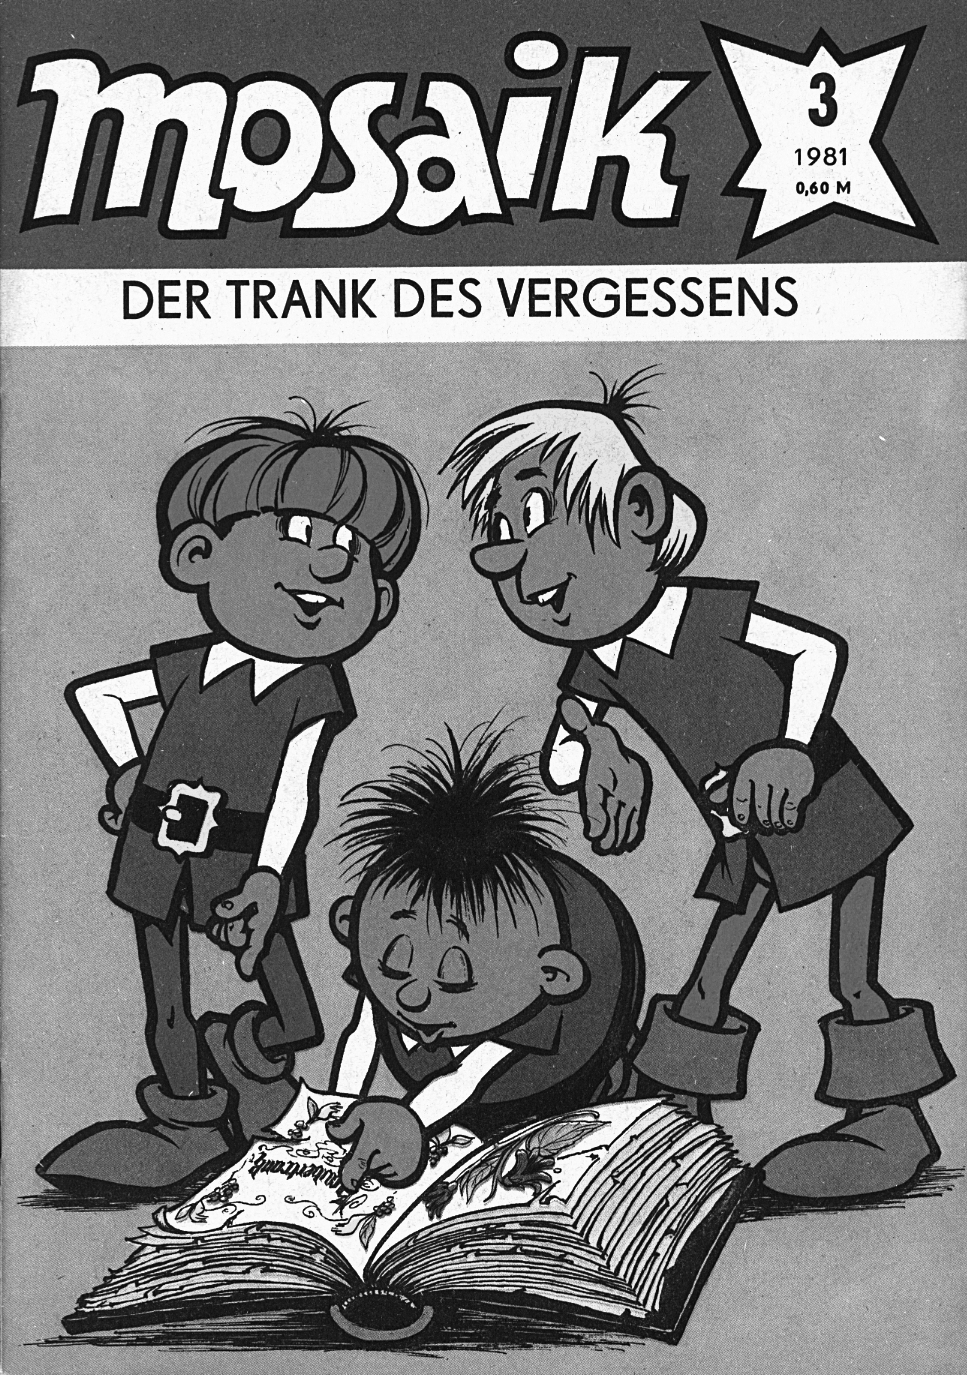 mosaik
3
1981
0,60 M
DER TRANK DES VERGESSENS